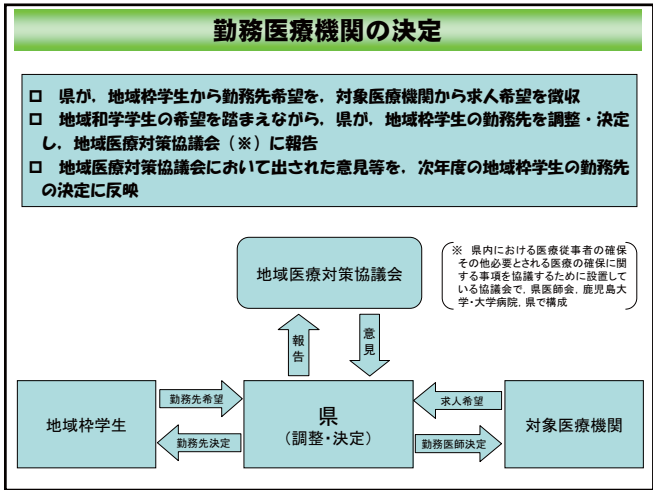 勤務医療機関の決定
□ 県が，地域枠学生から勤務先希望を，対象医療機関から求人希望を徴収
□ 地域和学学生の希望を踏まえながら，県が，地域枠学生の勤務先を調整・決定
し，地域医療対策協議会（※）に報告
□ 地域医療対策協議会において出された意見等を，次年度の地域枠学生の勤務先
の決定に反映
地域医療対策協議会
※ 県内における医療従事者の確保
その他必要とされる医療の確保に関
する事項を協議するために設置して
いる協議会で，県医師会，鹿児島大
学・大学病院，県で構成
報告
意見
地域枠学生
勤務先希望
勤務先決定
県
（調整・決定）
求人希望
勤務医師決定
対象医療機関